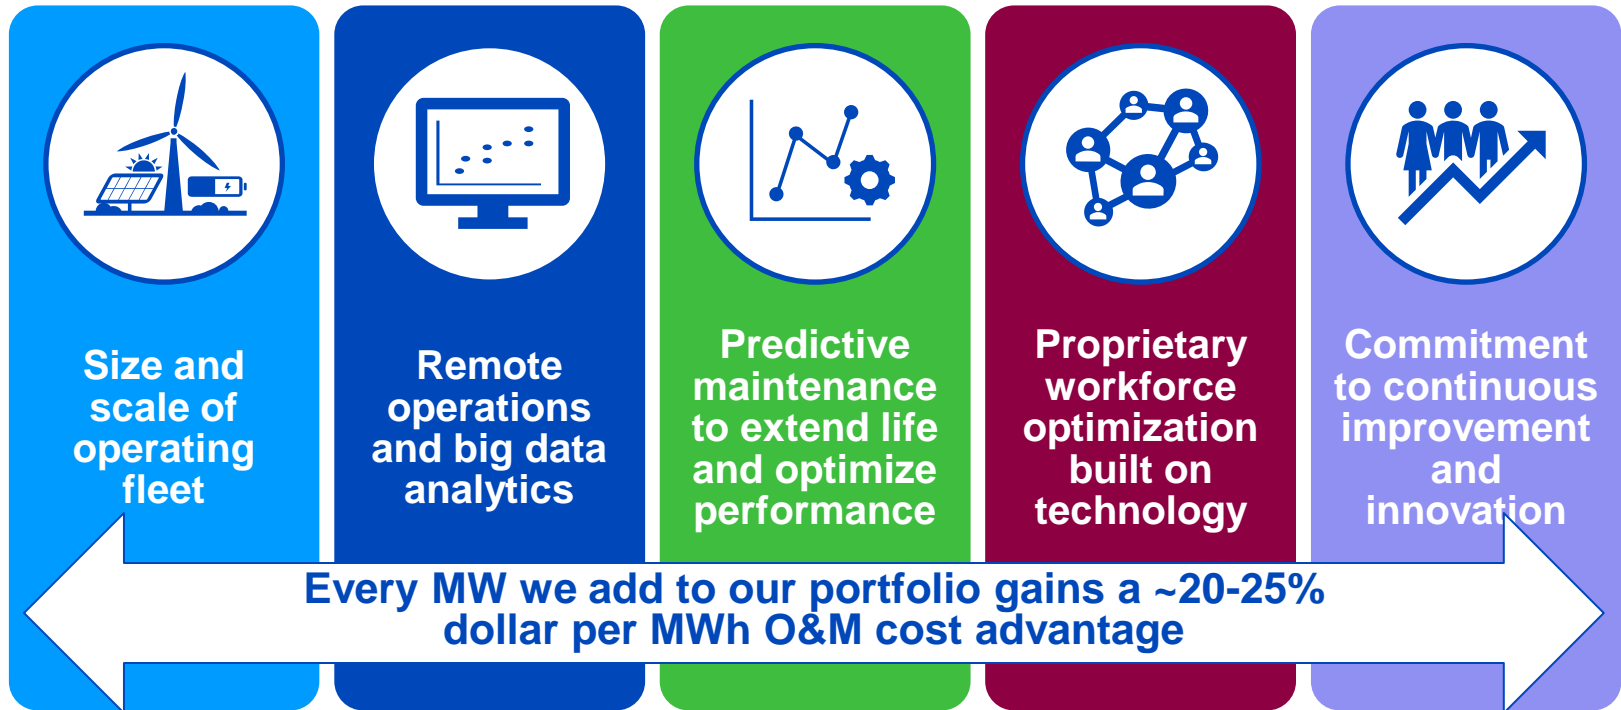 Size and
scale of
operating
fleet
Remote
operations
and big data
analytics
Predictive
maintenance
to extend life
and optimize
performance
Proprietary
workforce
optimization
built on
technology
Commitment
to continuous
improvement
and
innovation
Every MW we add to our portfolio gains a ~20-25%
dollar per MWh O&M cost advantage